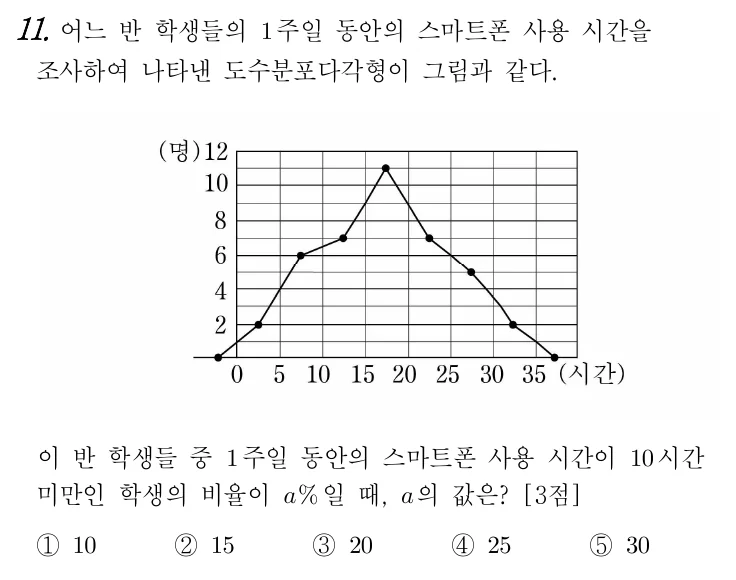 11. 어느 반 학생들의 1주일 동안의 스마트폰 사용 시간을
조사하여 나타낸 도수분포다각형이 그림과 같다.
(명) 12
10
8
6
4
2
0 5 10 15 20 25 30 35 (시간)
이 반 학생들 중 1주일 동안의 스마트폰 사용 시간이 10시간
미만인 학생의 비율이 a%일 때, a의 값은? [3점]
① 10 ② 15 ③ 20 ④ 25 ⑤ 30